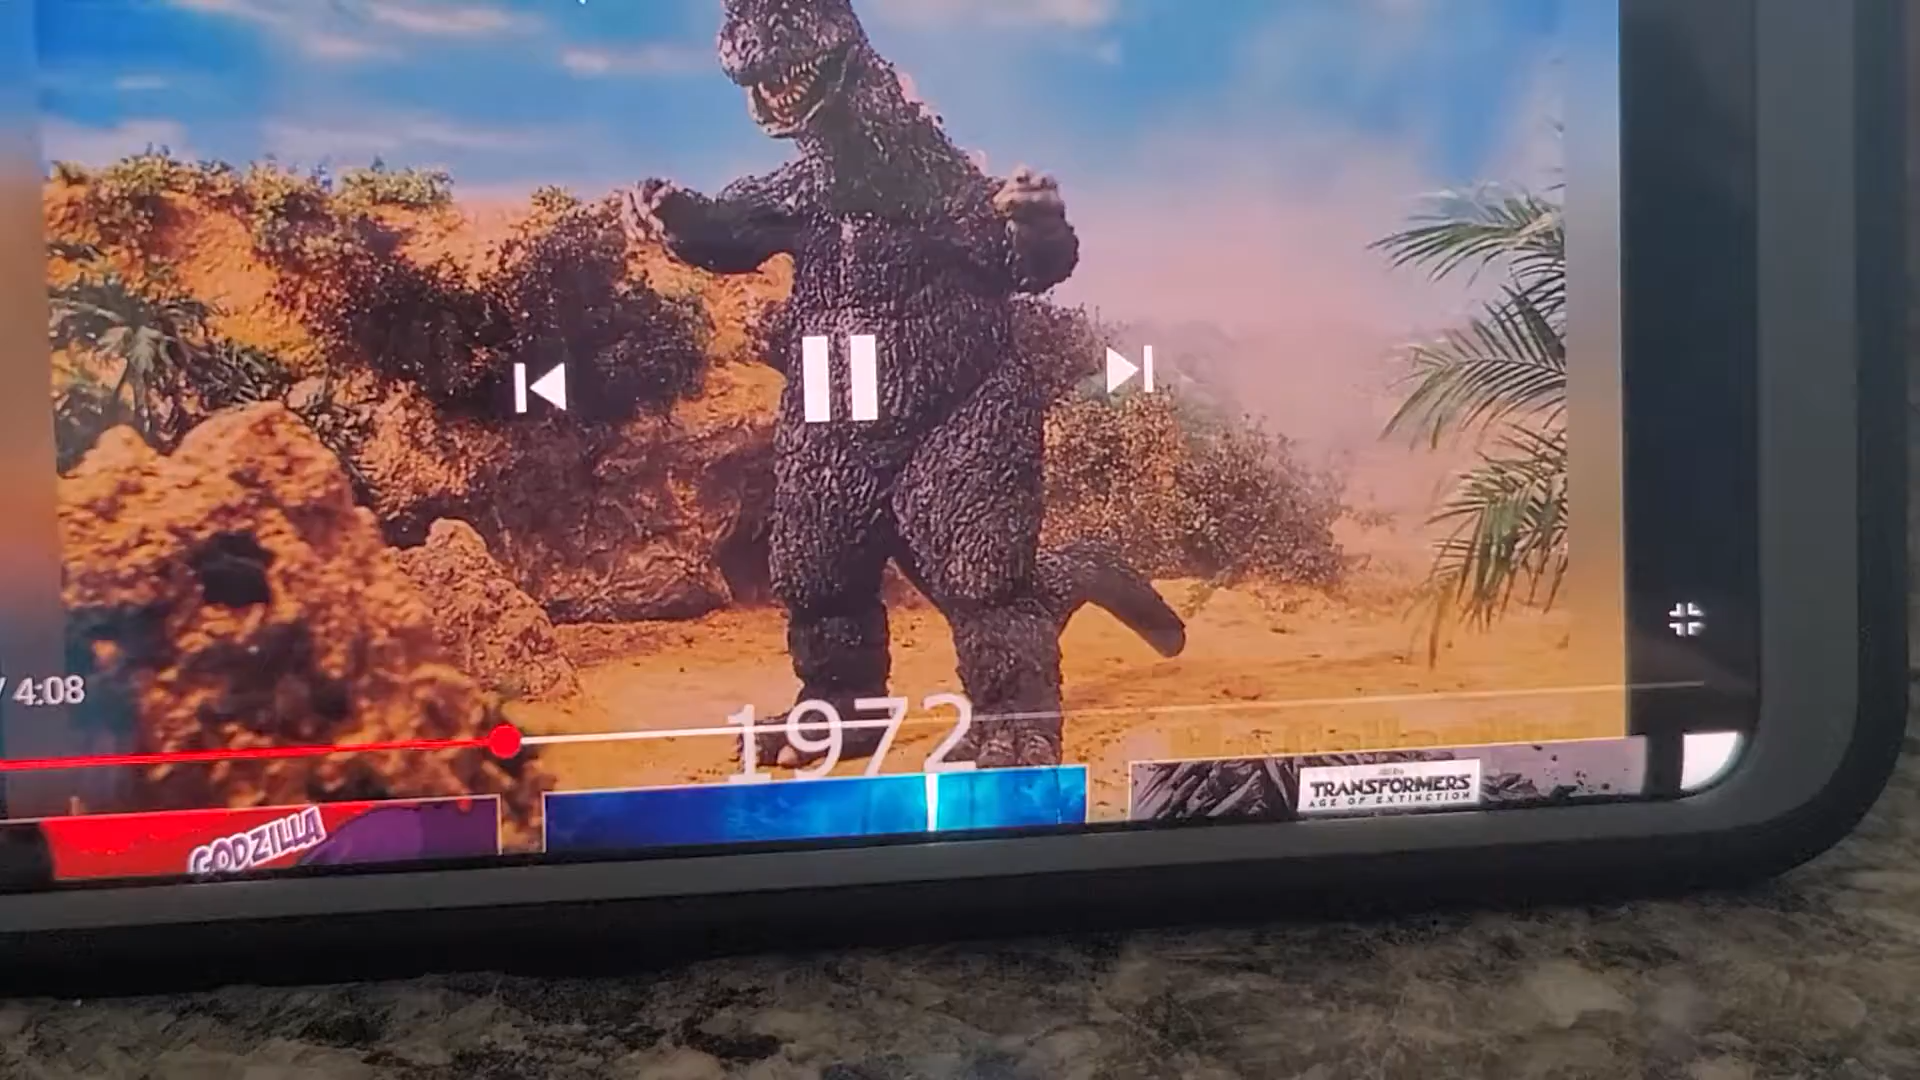 / 4:08
1972
GODZILLA
TRANSFORMERS
AGE OF EXTINCTION